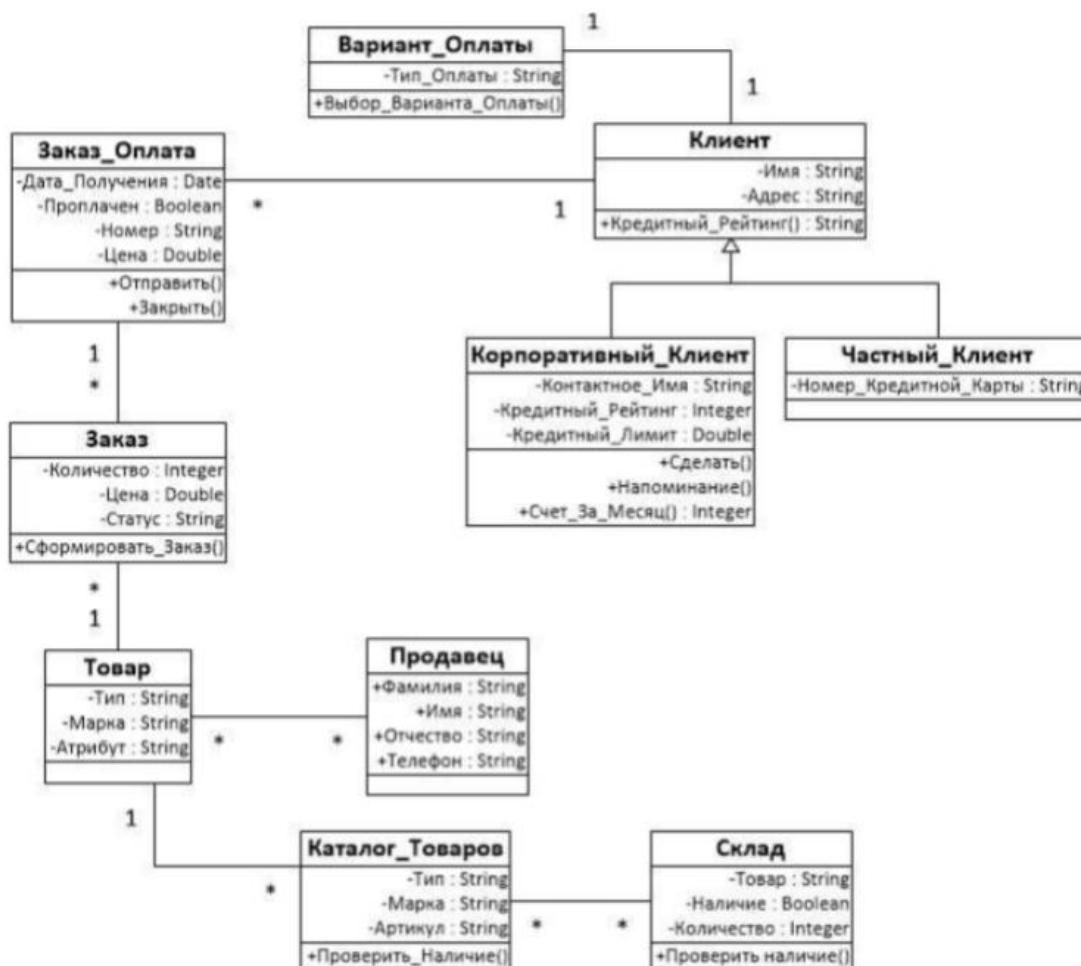 1
Вариант_Оплаты
-Тип_Оплаты : String
+Выбор_Варианта_Оплаты()
1
Клиент
-Имя : String
-Адрес : String
+Кредитный_Рейтинг() : String
Заказ_Оплата
-Дата_Получения : Date
-Проплачен : Boolean
-Номер : String
-Цена : Double
+Отправить()
+Закрыть()
*
1
Корпоративный_Клиент
-Контактное_Имя : String
-Кредитный_Рейтинг : Integer
-Кредитный_Лимит : Double
+Сделать()
+Напоминание()
+Счет_За_Месяц() : Integer
Частный_Клиент
-Номер_Кредитной_Карты : String
1
*
Заказ
-Количество : Integer
-Цена : Double
-Статус : String
+Сформировать_Заказ()
*
1
Товар
-Тип : String
-Марка : String
-Атрибут : String
*
*
Продавец
+Фамилия : String
+Имя : String
+Отчество : String
+Телефон : String
1
*
Каталог_Товаров
-Тип : String
-Марка : String
-Артикул : String
+Проверить_Наличие()
*
*
Склад
-Товар : String
-Наличие : Boolean
-Количество : Integer
+Проверить наличие()